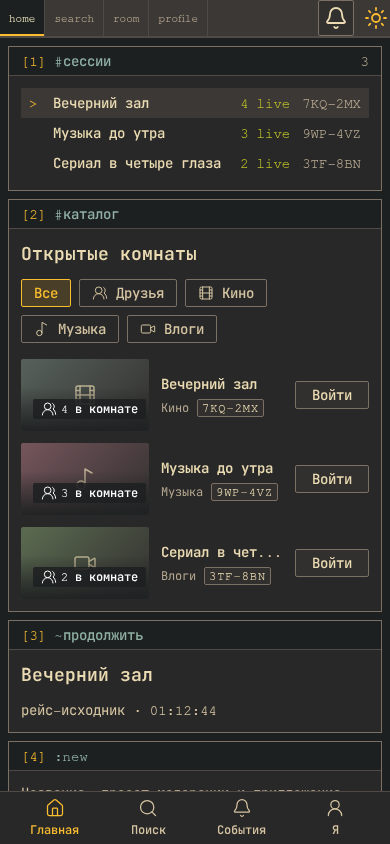 home search room profile
[1] #сессии 3
> Вечерний зал 4 live 7KQ-2MX
Музыка до утра 3 live 9WP-4VZ
Сериал в четыре глаза 2 live 3TF-8BN
[2] #каталог
Открытые комнаты
Все Друзья Кино
Музыка Влоги
4 в комнате
Вечерний зал
Кино 7KQ-2MX
Войти
3 в комнате
Музыка до утра
Музыка 9WP-4VZ
Войти
2 в комнате
Сериал в чет...
Влоги 3TF-8BN
Войти
[3] ~продолжить
Вечерний зал
рейс-исходник · 01:12:44
[4] :new
Главная Поиск События Я